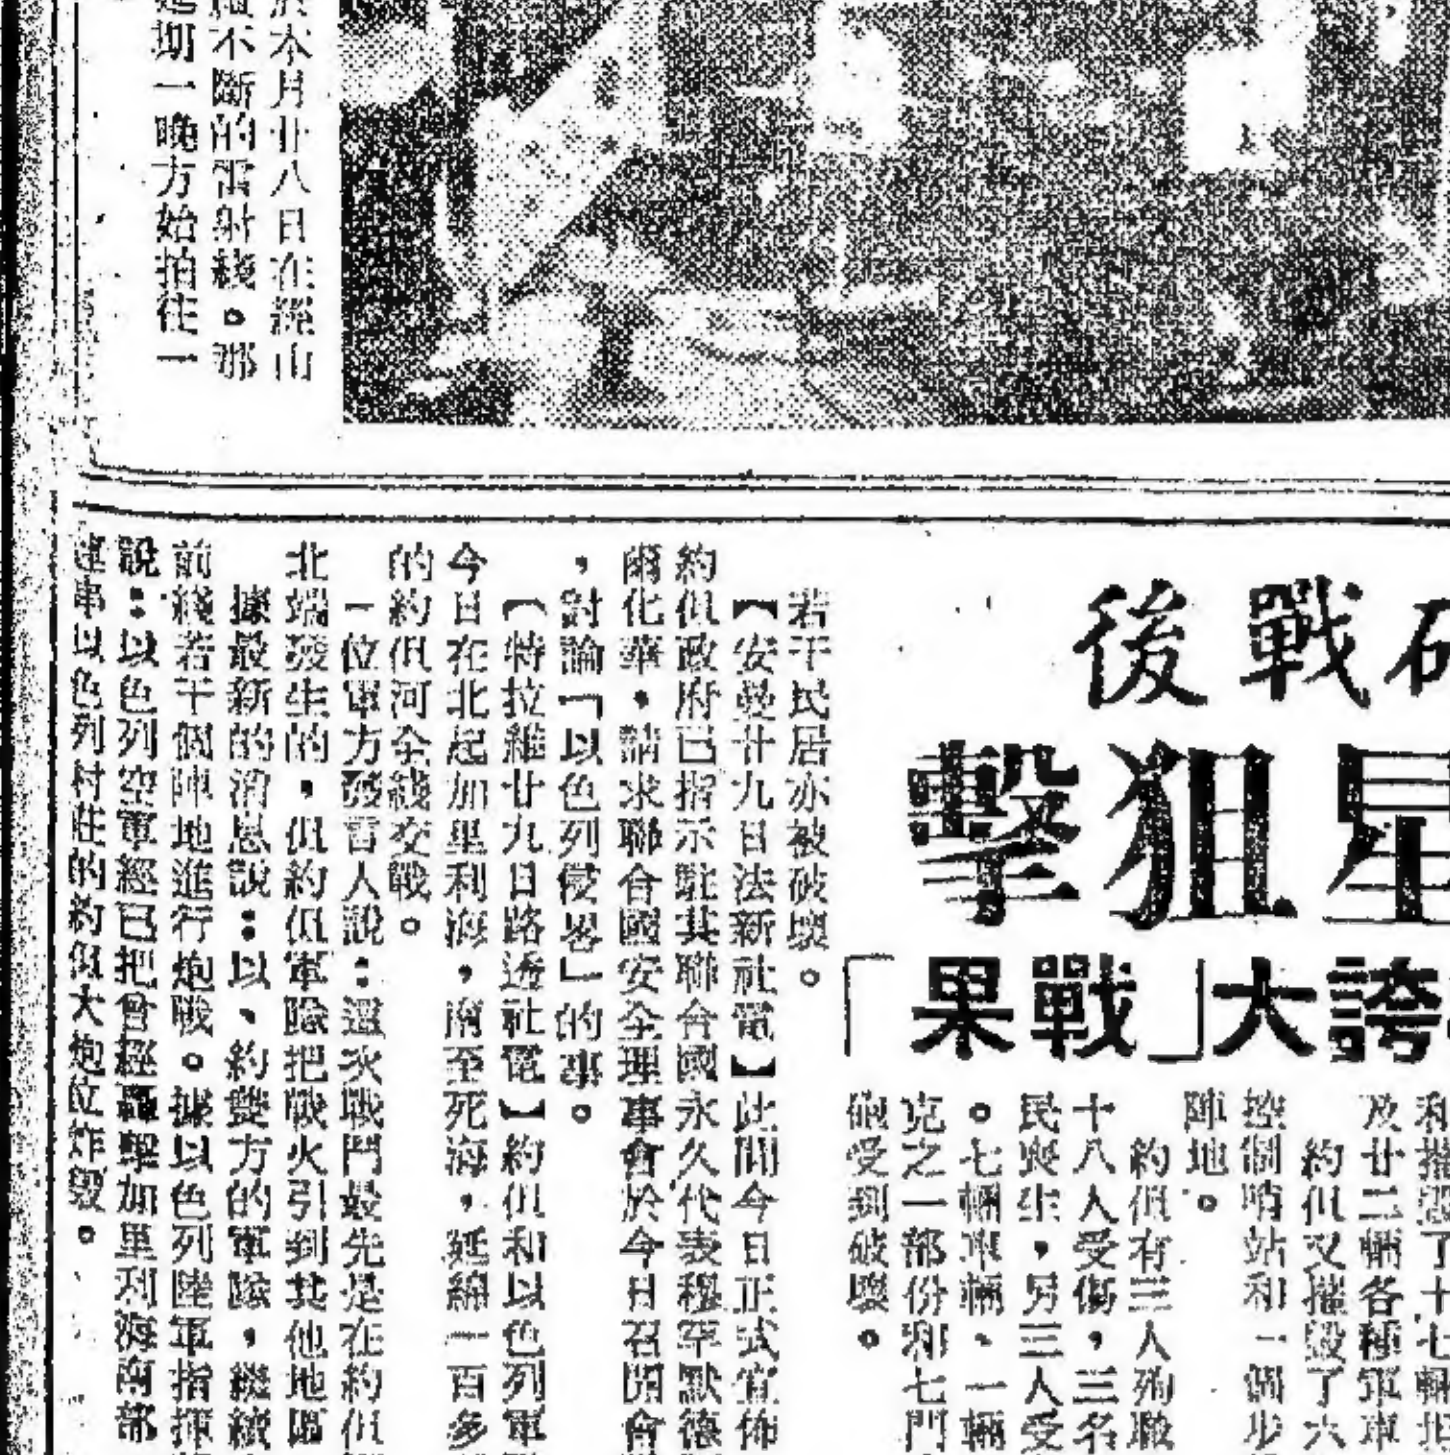 於本月廿八日在經山
不斷的雷射綫。那
期一晚方始拍往一
砲戰後
星狙擊
誇大「戰果」
和摧毀了十七輛坦
及廿二輛各種軍車
約但又摧毀了六
控制哨站和一個步
陣地。
約但有三人殉職
十八人受傷,三名
民喪生,另三人受
。七輛車輛、一輛
克之一部份和七門
砲受到破壞。
若干民居亦被破壞。
【安曼廿九日法新社電】此間今日正式宣佈
約但政府已指示駐其聯合國永久代表穆罕默德
爾化華,請求聯合國安全理事會於今日召開會
,討論「以色列侵畧」的事。
【特拉維廿九日路透社電】約但和以色列軍
今日在北起加里利海,南至死海,延綿一百多
的約但河全綫交戰。
一位軍方發言人說:這次戰鬥最先是在約但
北端發生的,但約但軍隊把戰火引到其他地區
據最新的消息說:以、約雙方的軍隊,繼續
前綫若干個陣地進行炮戰。據以色列陸軍指揮
說:以色列空軍經已把曾經轟擊加里利海南部
連串以色列村莊的約但大炮位炸毀。